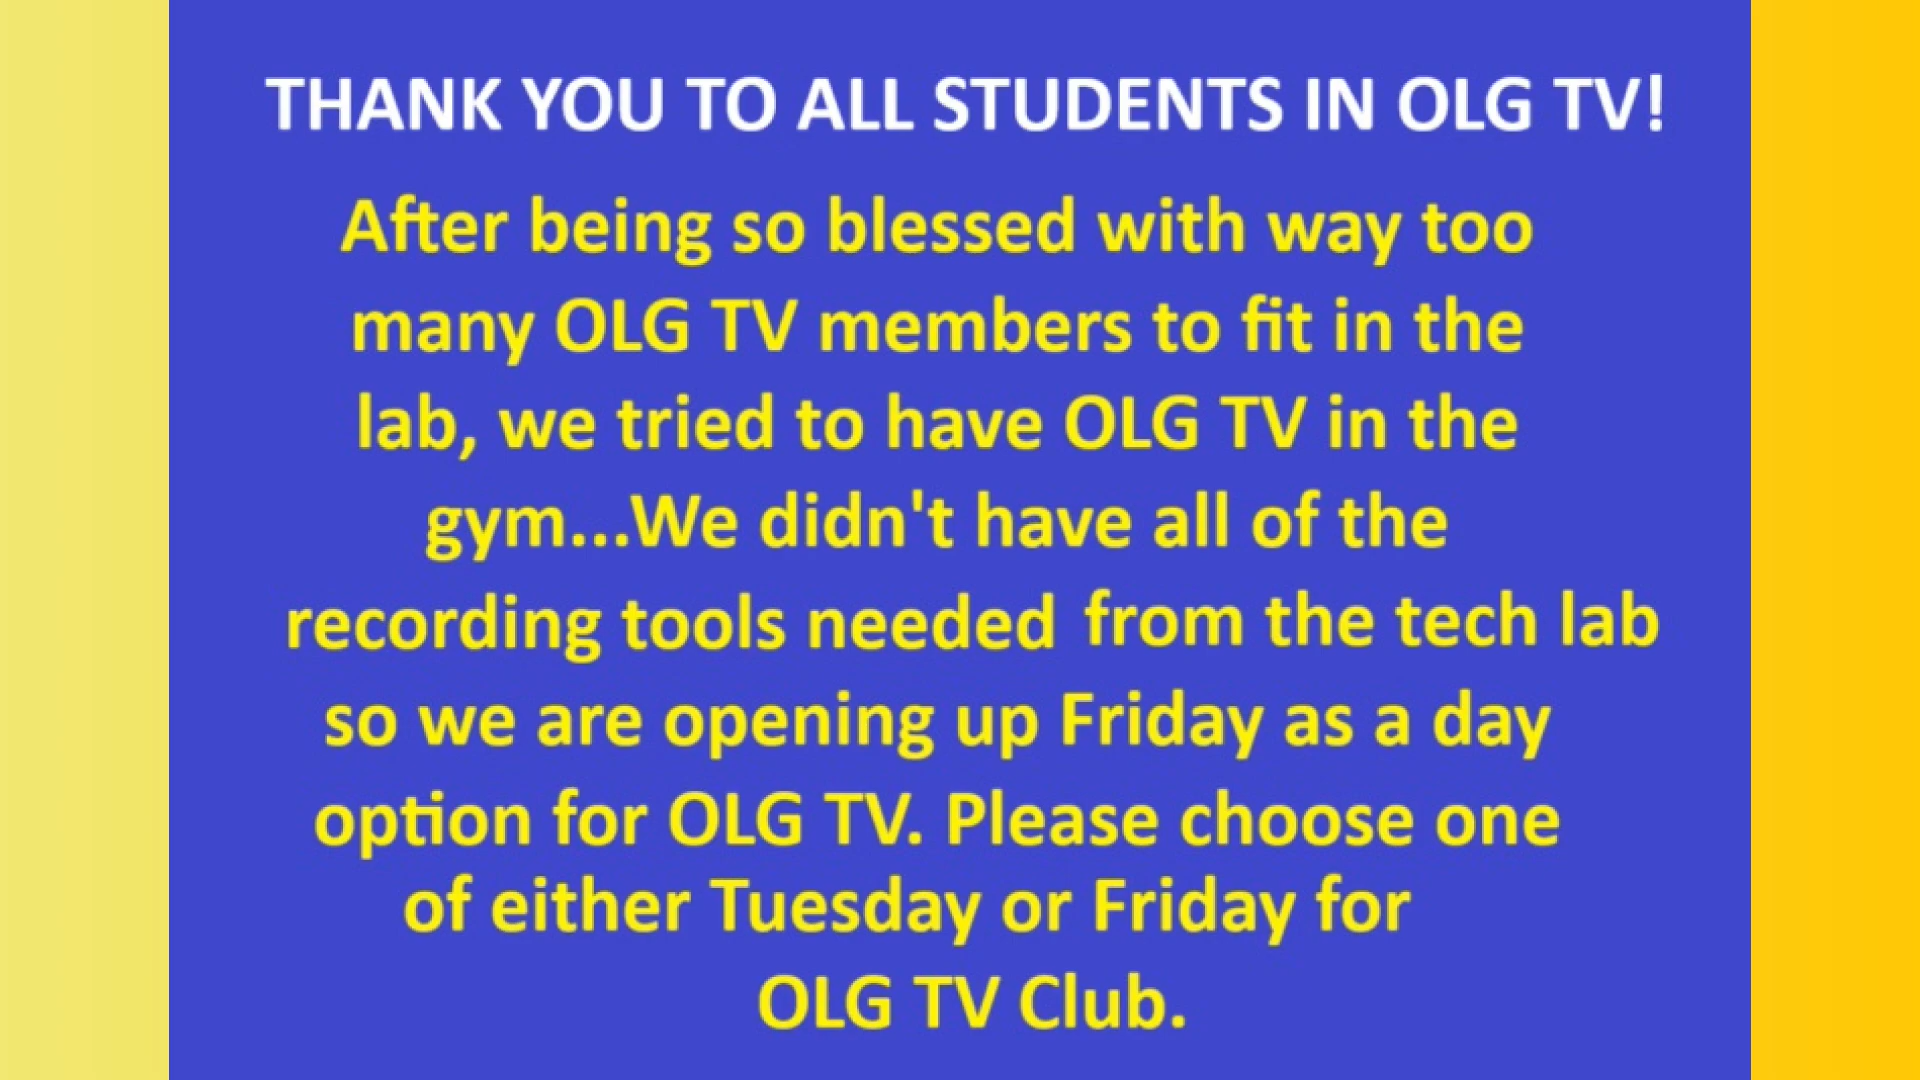 THANK YOU TO ALL STUDENTS IN OLG TV!
After being so blessed with way too
many OLG TV members to fit in the
lab, we tried to have OLG TV in the
gym...We didn't have all of the
recording tools needed from the tech lab
so we are opening up Friday as a day
option for OLG TV. Please choose one
of either Tuesday or Friday for
OLG TV Club.